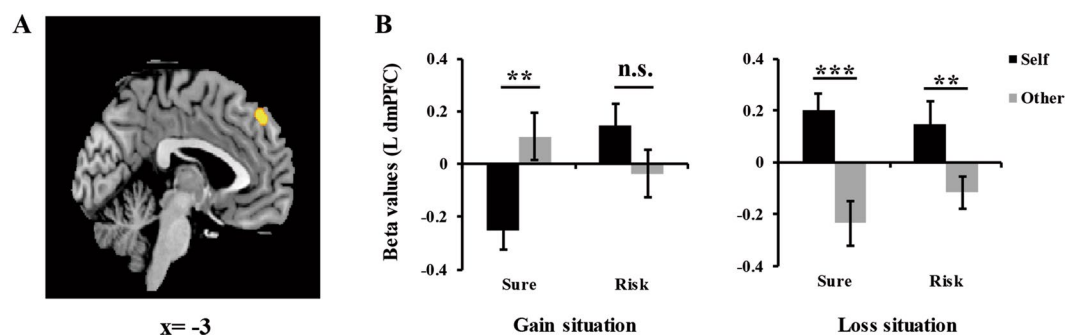 A
x= -3
B
Beta values (L dmPFC)
0.4
0.2
0
-0.2
-0.4
**
n.s.
Sure
Risk
Gain situation
0.4
0.2
0
-0.2
-0.4
***
**
Sure
Risk
Loss situation
Self
Other